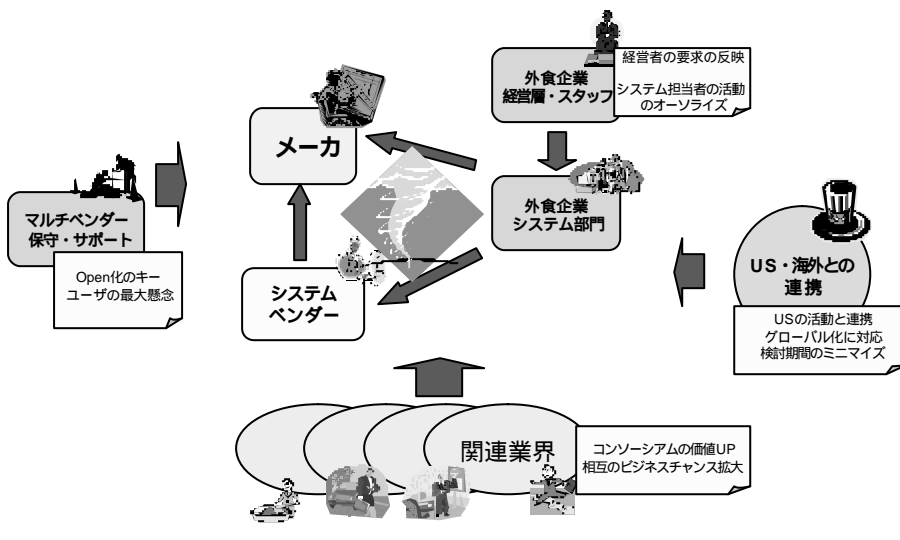 外食企業
経営層・スタッフ
経営者の要求の反映
システム担当者の活動
のオーソライズ
メーカ
外食企業
システム部門
マルチベンダー
保守・サポート
Open化のキー
ユーザの最大懸念
システム
ベンダー
US・海外との
連携
USの活動と連携
グローバル化に対応
検討期間のミニマイズ
関連業界
コンソーシアムの価値UP
相互のビジネスチャンス拡大